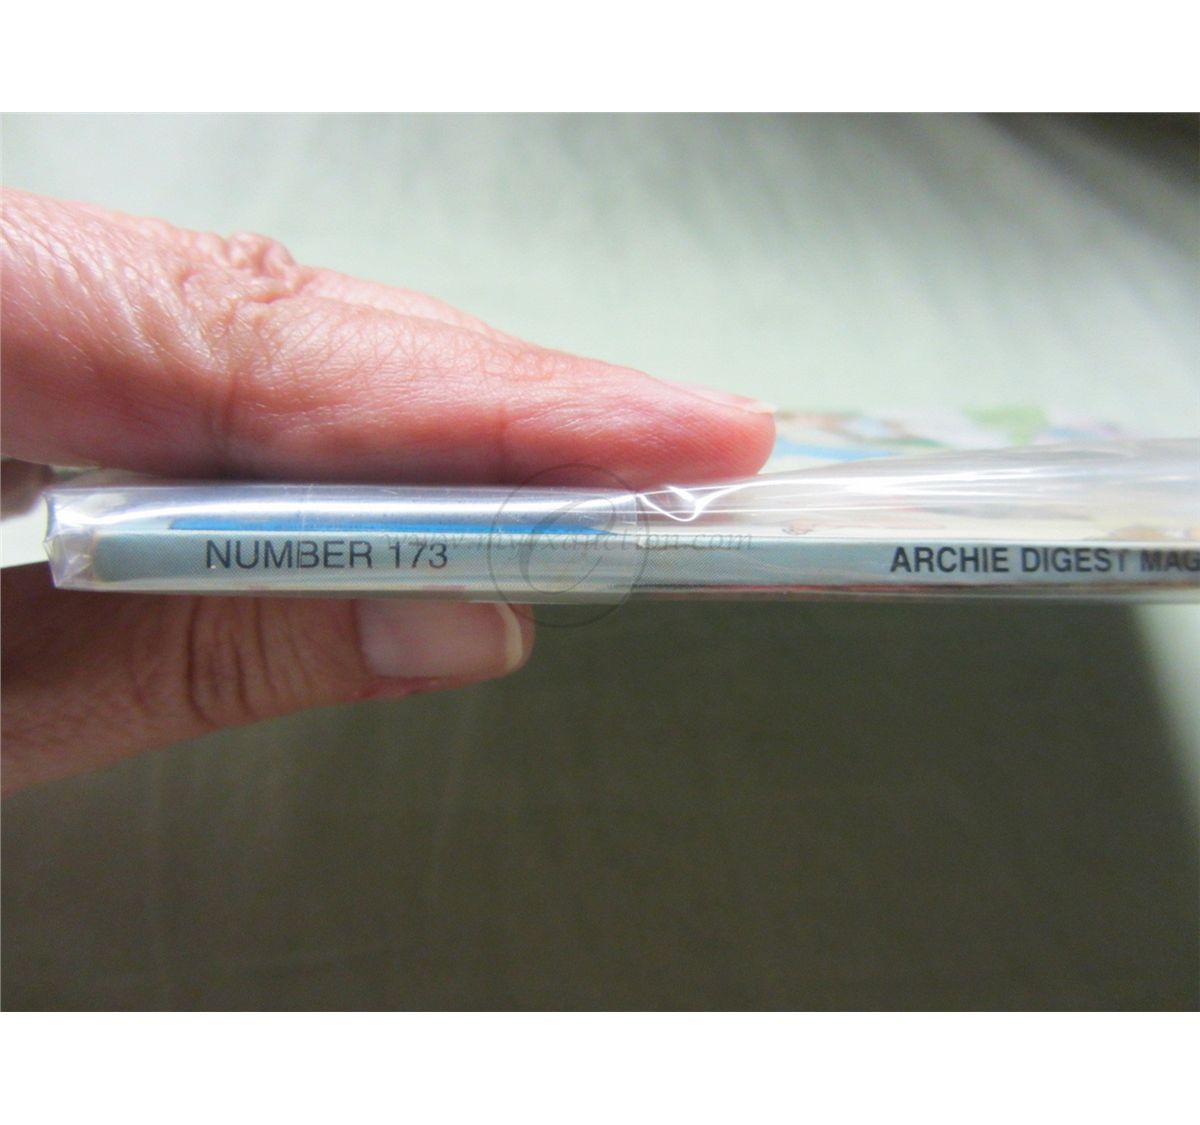 NUMBER 173 ARCHIE DIGEST MAG